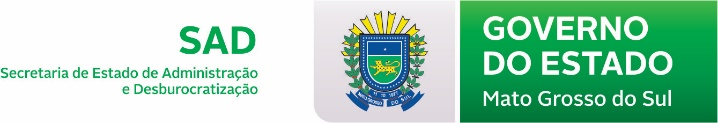 SAD
Secretaria de Estado de Administração
e Desburocratização
GOVERNO
DO ESTADO
Mato Grosso do Sul